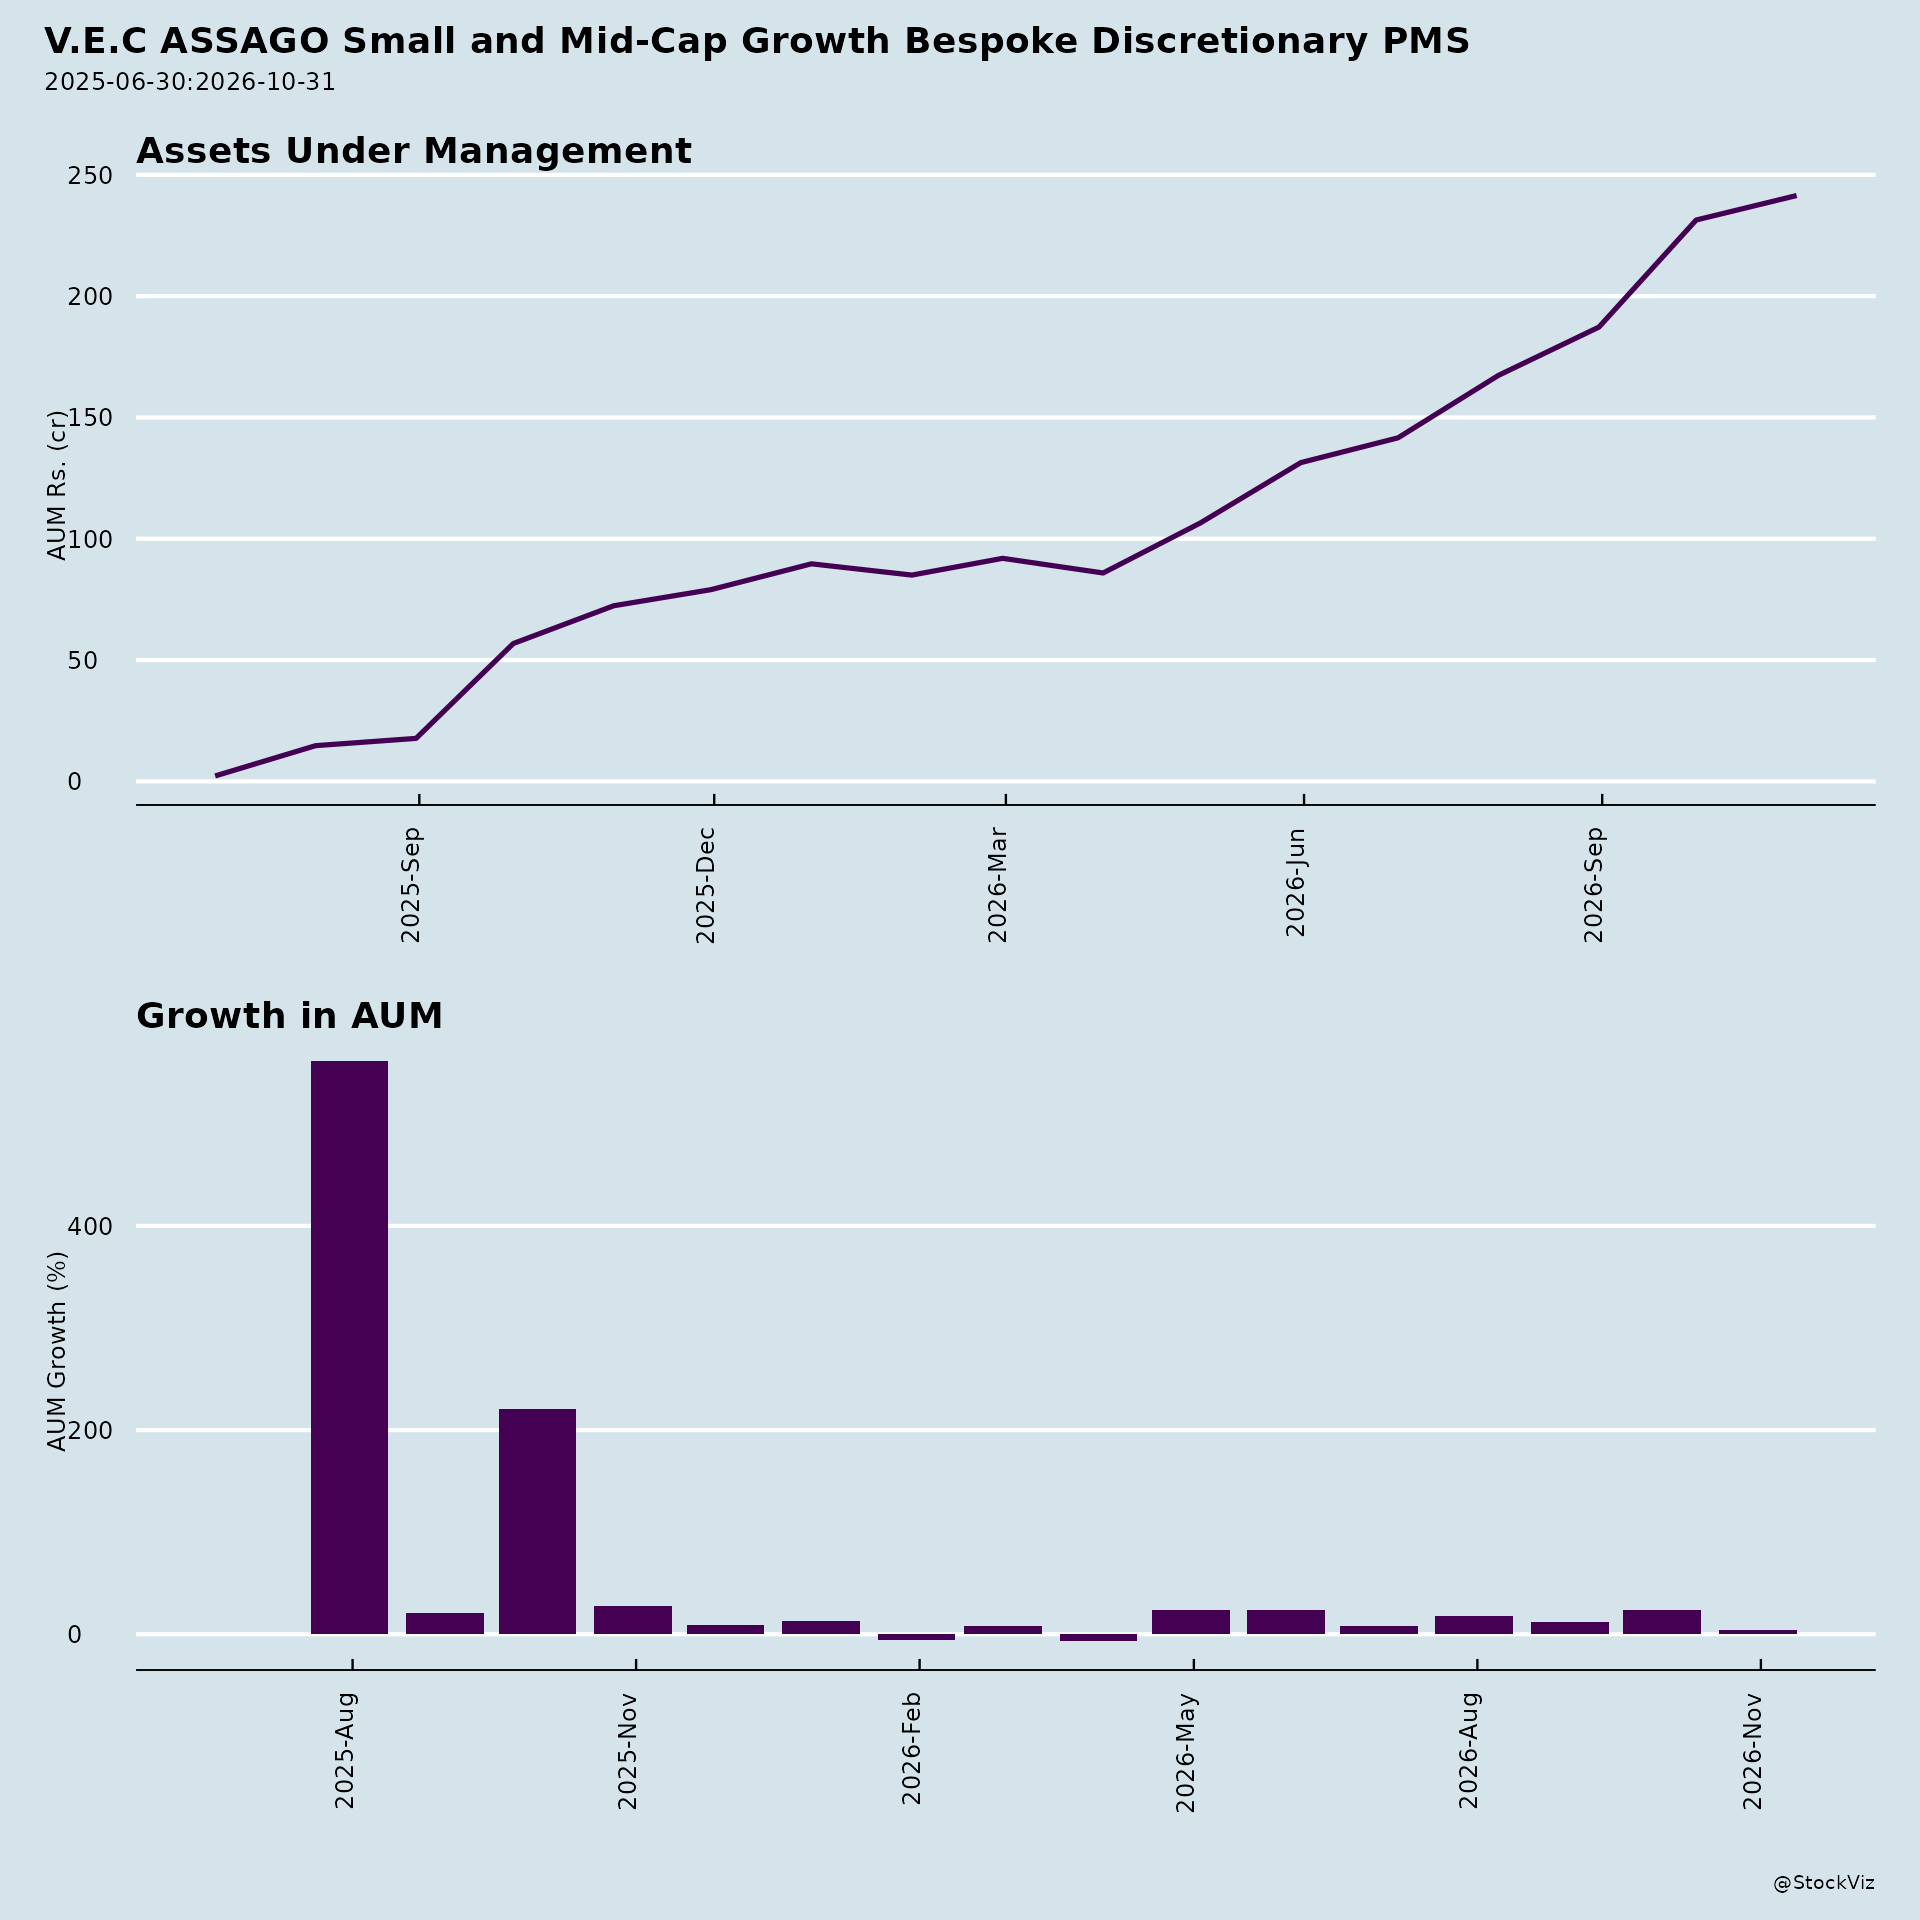 V.E.C ASSAGO Small and Mid-Cap Growth Bespoke Discretionary PMS
2025-06-30:2026-10-31
Assets Under Management
AUM Rs. (cr)
250
200
150
100
50
0
2025-Sep
2025-Dec
2026-Mar
2026-Jun
2026-Sep
Growth in AUM
AUM Growth (%)
400
200
0
2025-Aug
2025-Nov
2026-Feb
2026-May
2026-Aug
2026-Nov
@StockViz